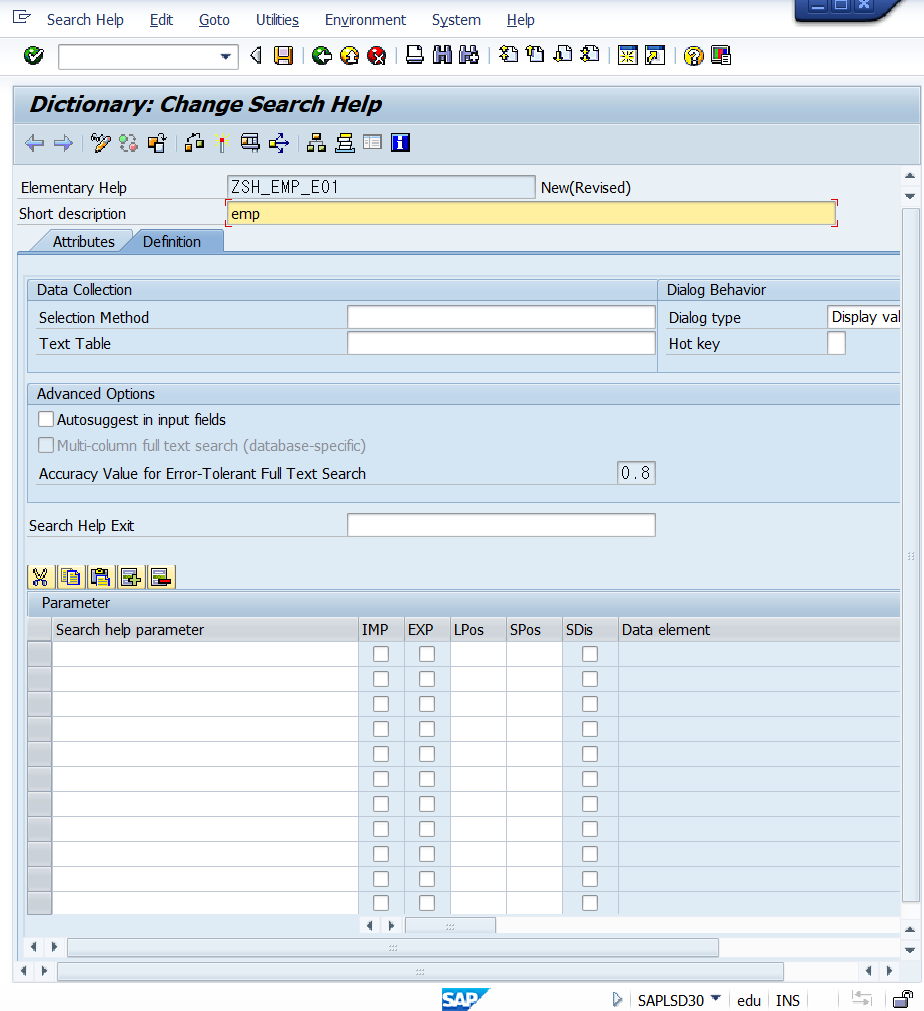 Search Help Edit Goto Utilities Environment System Help
Dictionary: Change Search Help
Elementary Help ZSH_EMP_E01 New(Revised)
Short description emp
Attributes Definition
Data Collection Dialog Behavior
Selection Method Dialog type Display val
Text Table Hot key
Advanced Options
Autosuggest in input fields
Multi-column full text search (database-specific)
Accuracy Value for Error-Tolerant Full Text Search 0.8
Search Help Exit
Parameter
Search help parameter IMP EXP LPos SPos SDis Data element
SAP SAPLSD30 edu INS